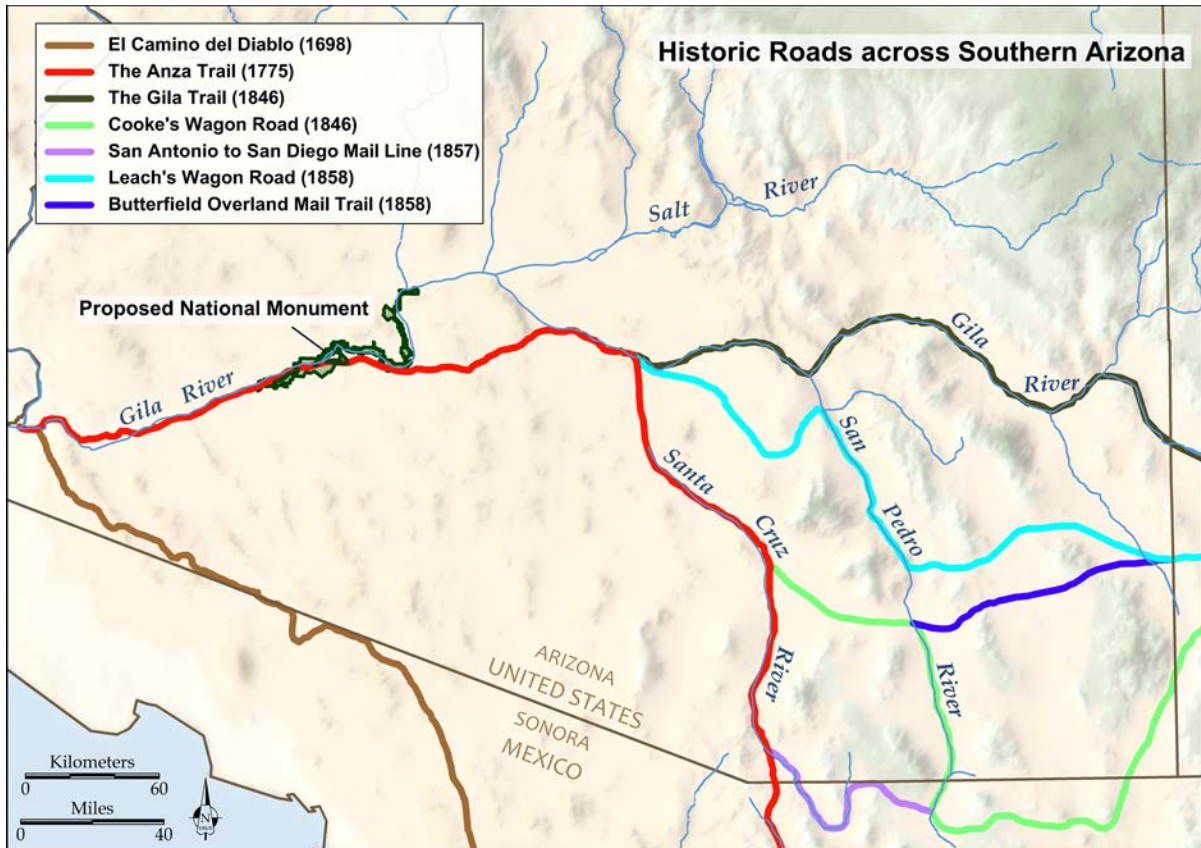 El Camino del Diablo (1698)
The Anza Trail (1775)
The Gila Trail (1846)
Cooke's Wagon Road (1846)
San Antonio to San Diego Mail Line (1857)
Leach's Wagon Road (1858)
Butterfield Overland Mail Trail (1858)
Historic Roads across Southern Arizona
Salt River
Proposed National Monument
Gila River
Gila River
San Pedro River
Santa Cruz River
ARIZONA
UNITED STATES
SONORA
MEXICO
Kilometers
0 60
Miles
0 40
N